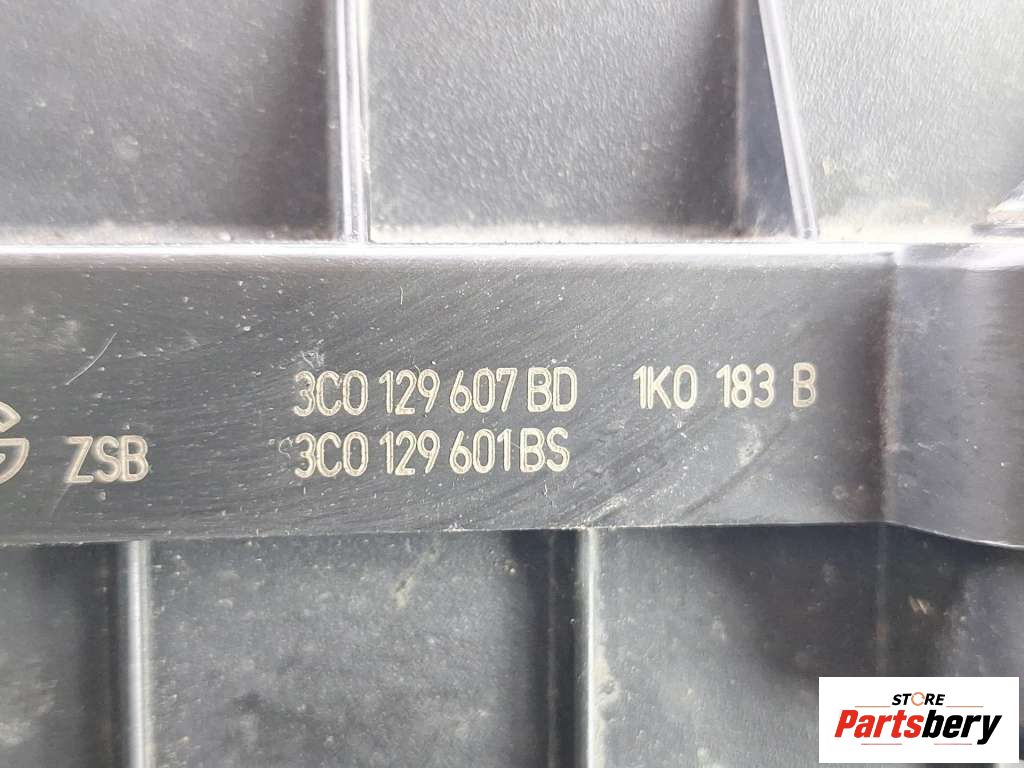 3C0 129 607 BD 1K0 183 B
ZSB 3C0 129 601 BS
STORE
Partsbery